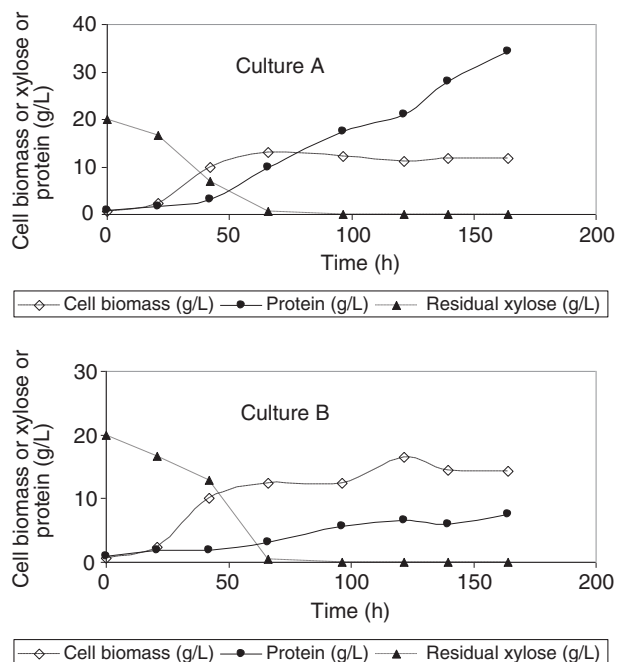 Cell biomass or xylose or
protein (g/L)
40
30
20
10
0
Culture A
0 50 100 150 200
Time (h)
Cell biomass (g/L) Protein (g/L) Residual xylose (g/L)
Cell biomass or xylose or
protein (g/L)
30
20
10
0
Culture B
0 50 100 150 200
Time (h)
Cell biomass (g/L) Protein (g/L) Residual xylose (g/L)